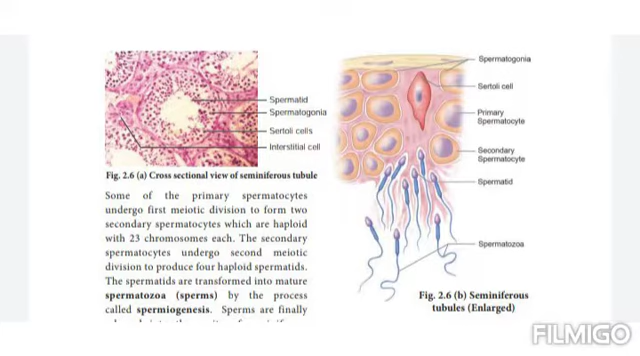 Spermatid
Spermatogonia
Sertoli cells
Interstitial cell
Fig. 2.6 (a) Cross sectional view of seminiferous tubule
Some of the primary spermatocytes
undergo first meiotic division to form two
secondary spermatocytes which are haploid
with 23 chromosomes each. The secondary
spermatocytes undergo second meiotic
division to produce four haploid spermatids.
The spermatids are transformed into mature
spermatozoa (sperms) by the process
called spermiogenesis. Sperms are finally
Spermatogonia
Sertoli cell
Primary
Spermatocyte
Secondary
Spermatocyte
Spermatid
Spermatozoa
Fig. 2.6 (b) Seminiferous
tubules (Enlarged)
FILMIGO